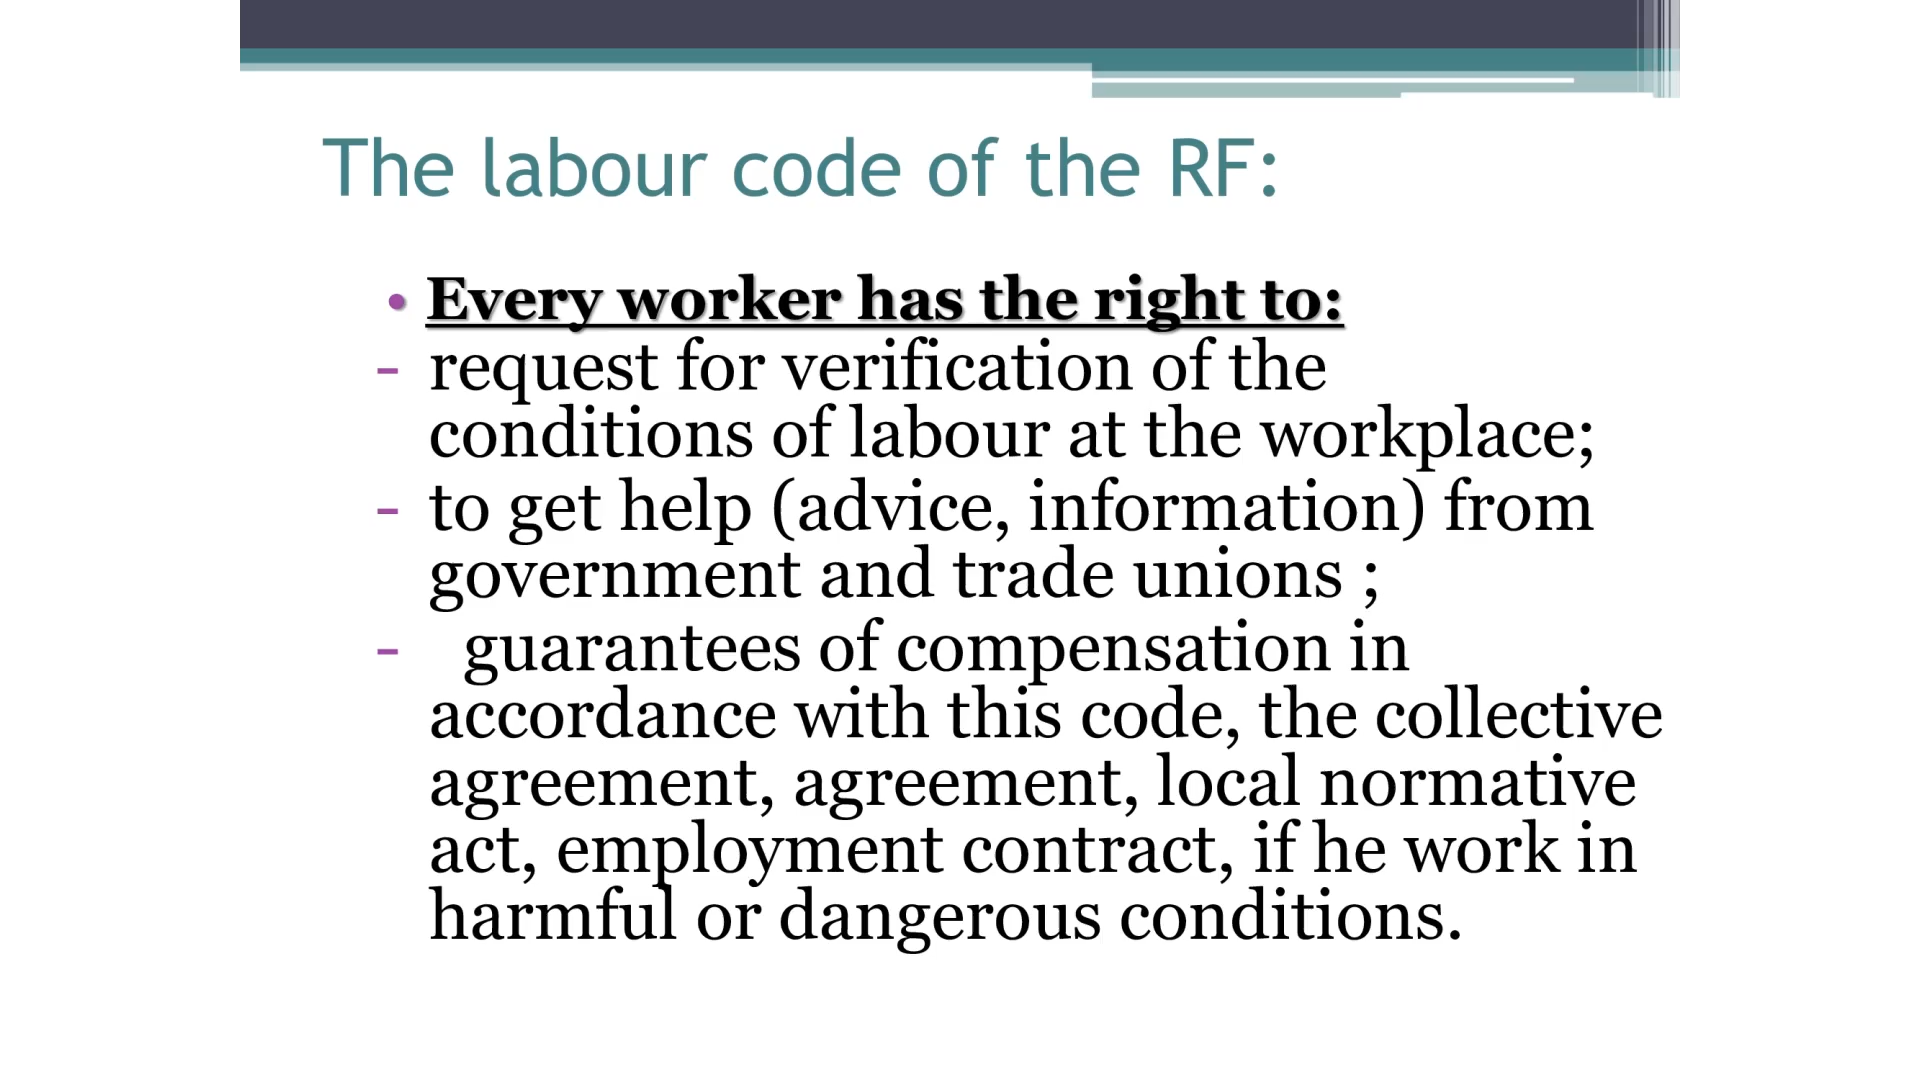 The labour code of the RF:
• Every worker has the right to:
- request for verification of the
conditions of labour at the workplace;
- to get help (advice, information) from
government and trade unions ;
- guarantees of compensation in
accordance with this code, the collective
agreement, agreement, local normative
act, employment contract, if he work in
harmful or dangerous conditions.